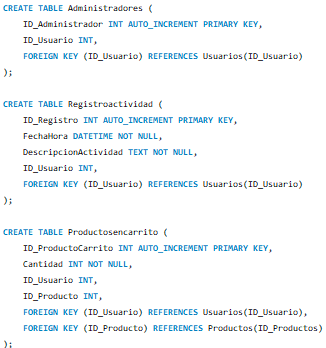 CREATE TABLE Administradores (
    ID_Administrador INT AUTO_INCREMENT PRIMARY KEY,
    ID_Usuario INT,
    FOREIGN KEY (ID_Usuario) REFERENCES Usuarios(ID_Usuario)
);
CREATE TABLE Registroactividad (
    ID_Registro INT AUTO_INCREMENT PRIMARY KEY,
    FechaHora DATETIME NOT NULL,
    DescripcionActividad TEXT NOT NULL,
    ID_Usuario INT,
    FOREIGN KEY (ID_Usuario) REFERENCES Usuarios(ID_Usuario)
);
CREATE TABLE Productosencarrito (
    ID_ProductoCarrito INT AUTO_INCREMENT PRIMARY KEY,
    Cantidad INT NOT NULL,
    ID_Usuario INT,
    ID_Producto INT,
    FOREIGN KEY (ID_Usuario) REFERENCES Usuarios(ID_Usuario),
    FOREIGN KEY (ID_Producto) REFERENCES Productos(ID_Productos)
);